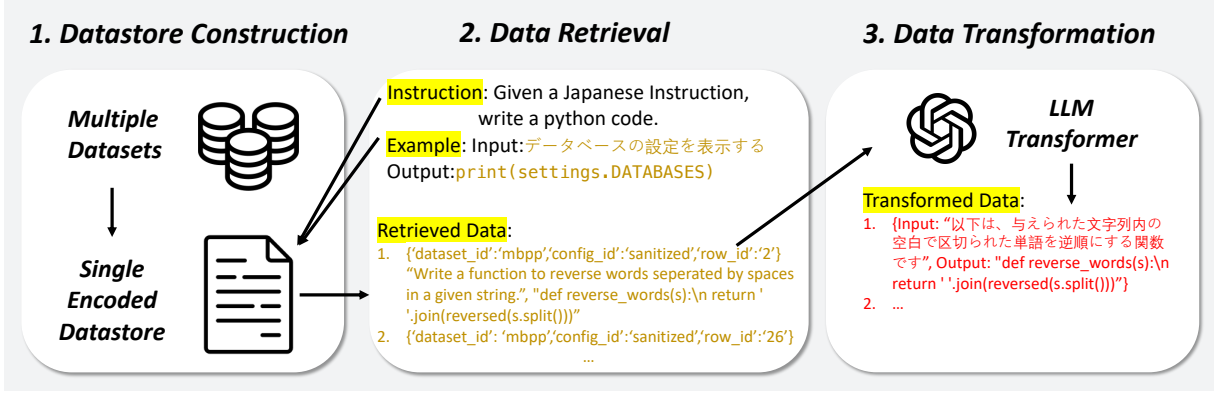 1. Datastore Construction
Multiple
Datasets
Single
Encoded
Datastore
2. Data Retrieval
Instruction: Given a Japanese Instruction,
write a python code.
Example: Input:データベースの設定を表示する
Output:print(settings.DATABASES)
Retrieved Data:
1. {‘dataset_id’:‘mbpp’,‘config_id’:‘sanitized’,‘row_id’:‘2’}
“Write a function to reverse words seperated by spaces
in a given string.”, "def reverse_words(s):\n return '
'.join(reversed(s.split()))”
2. {‘dataset_id’: ‘mbpp’,‘config_id’:‘sanitized’,‘row_id’:‘26’}
...
3. Data Transformation
LLM
Transformer
Transformed Data:
1. {Input: “以下は、与えられた文字列内の
空白で区切られた単語を逆順にする関数
です”, Output: "def reverse_words(s):\n
return ' '.join(reversed(s.split()))”}
2. ...